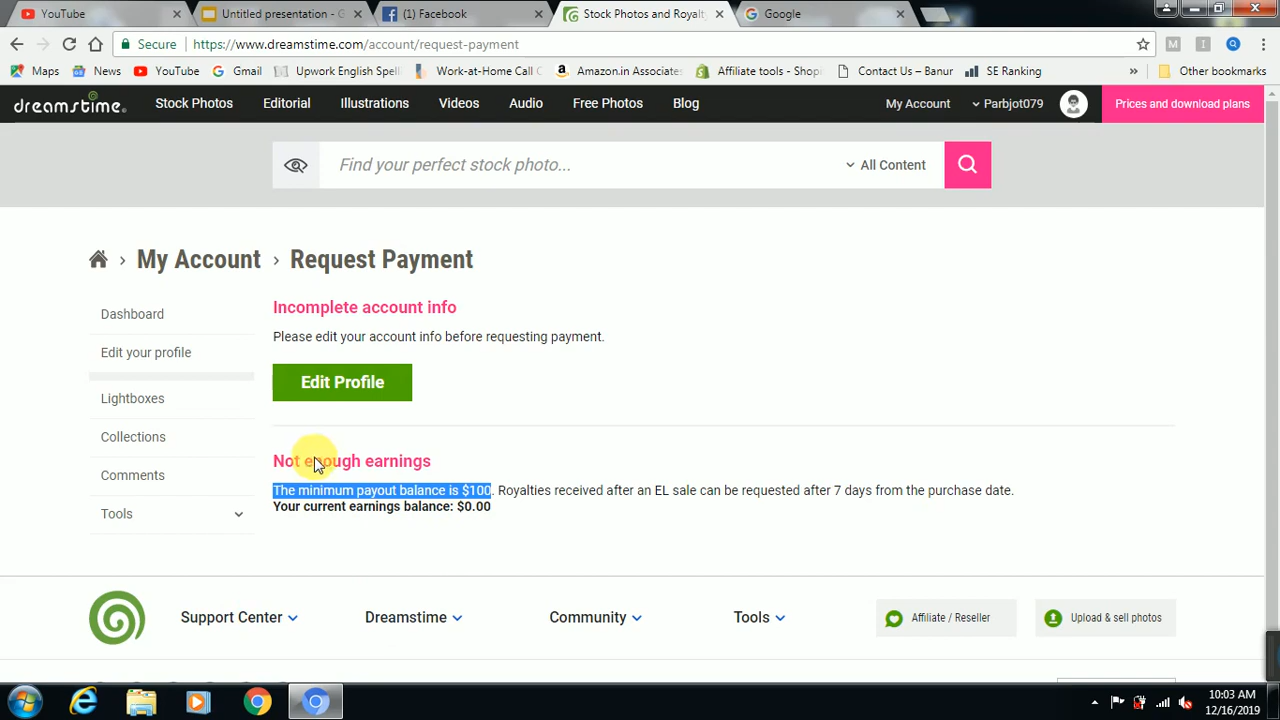 YouTube
Untitled presentation - G
(1) Facebook
Stock Photos and Royalty
Google
Secure
https://www.dreamstime.com/account/request-payment
Maps
News
YouTube
Gmail
Upwork English Spell
Work-at-Home Call C
Amazon.in Associates
Affiliate tools - Shopi
Contact Us – Banur
SE Ranking
»
Other bookmarks
dreamstime
Stock Photos
Editorial
Illustrations
Videos
Audio
Free Photos
Blog
My Account
Parbjot079
Prices and download plans
Find your perfect stock photo...
All Content
My Account
Request Payment
Dashboard
Edit your profile
Lightboxes
Collections
Comments
Tools
Incomplete account info
Please edit your account info before requesting payment.
Edit Profile
Not enough earnings
The minimum payout balance is $100. Royalties received after an EL sale can be requested after 7 days from the purchase date.
Your current earnings balance: $0.00
Support Center
Dreamstime
Community
Tools
Affiliate / Reseller
Upload & sell photos
10:03 AM
12/16/2019